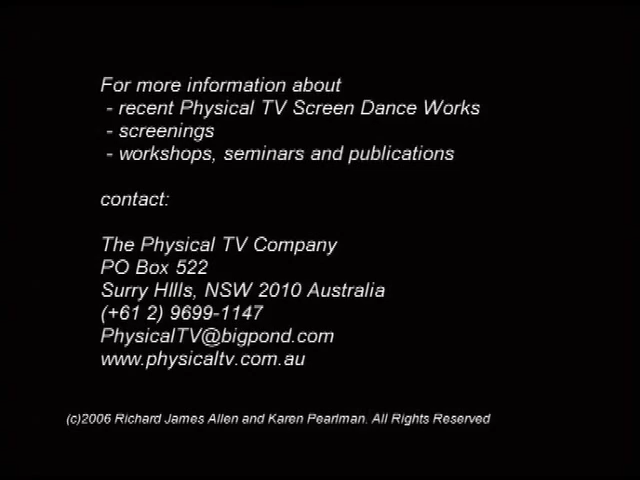 For more information about
- recent Physical TV Screen Dance Works
- screenings
- workshops, seminars and publications
contact:
The Physical TV Company
PO Box 522
Surry HIlls, NSW 2010 Australia
(+61 2) 9699-1147
PhysicalTV@bigpond.com
www.physicaltv.com.au
(c)2006 Richard James Allen and Karen Pearlman. All Rights Reserved